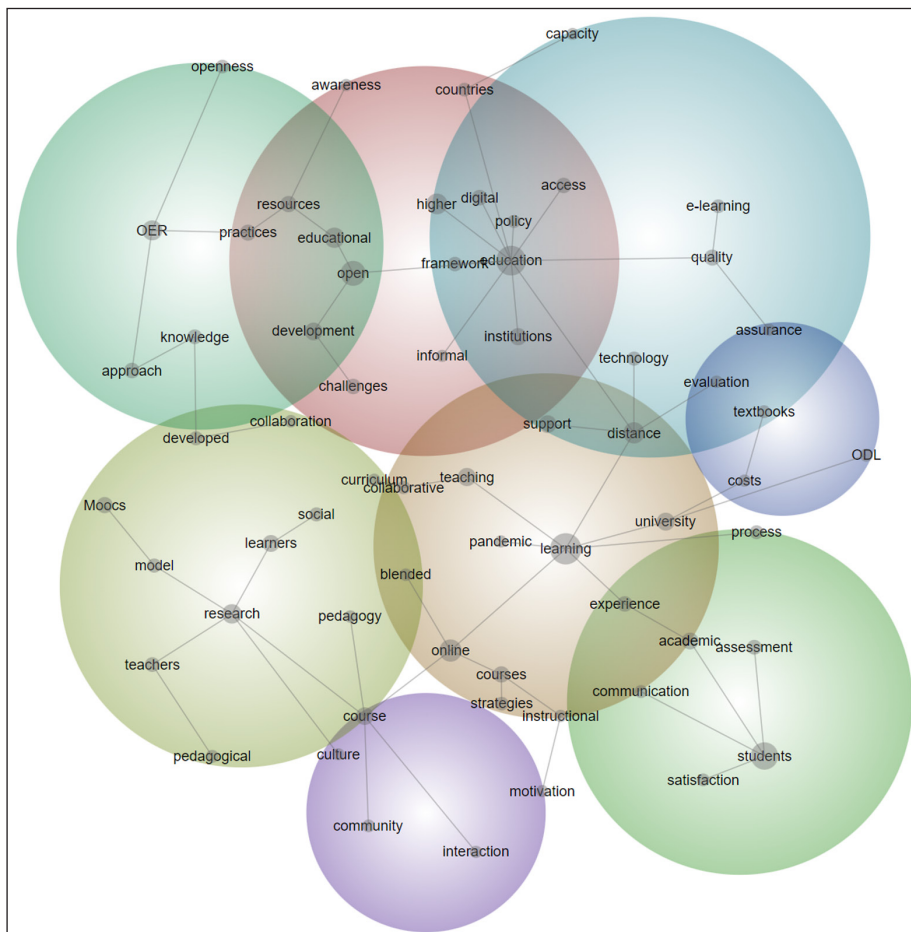 capacity
openness
awareness
countries
access
higher
digital
resources
e-learning
policy
OER
practices
educational
framework
education
quality
open
development
knowledge
institutions
assurance
informal
technology
approach
challenges
evaluation
textbooks
collaboration
support
distance
developed
ODL
curriculum
collaborative
teaching
costs
Moocs
social
university
process
learners
pandemic
learning
model
blended
experience
research
pedagogy
academic
assessment
online
teachers
courses
communication
strategies
course
instructional
pedagogical
culture
students
satisfaction
motivation
community
interaction